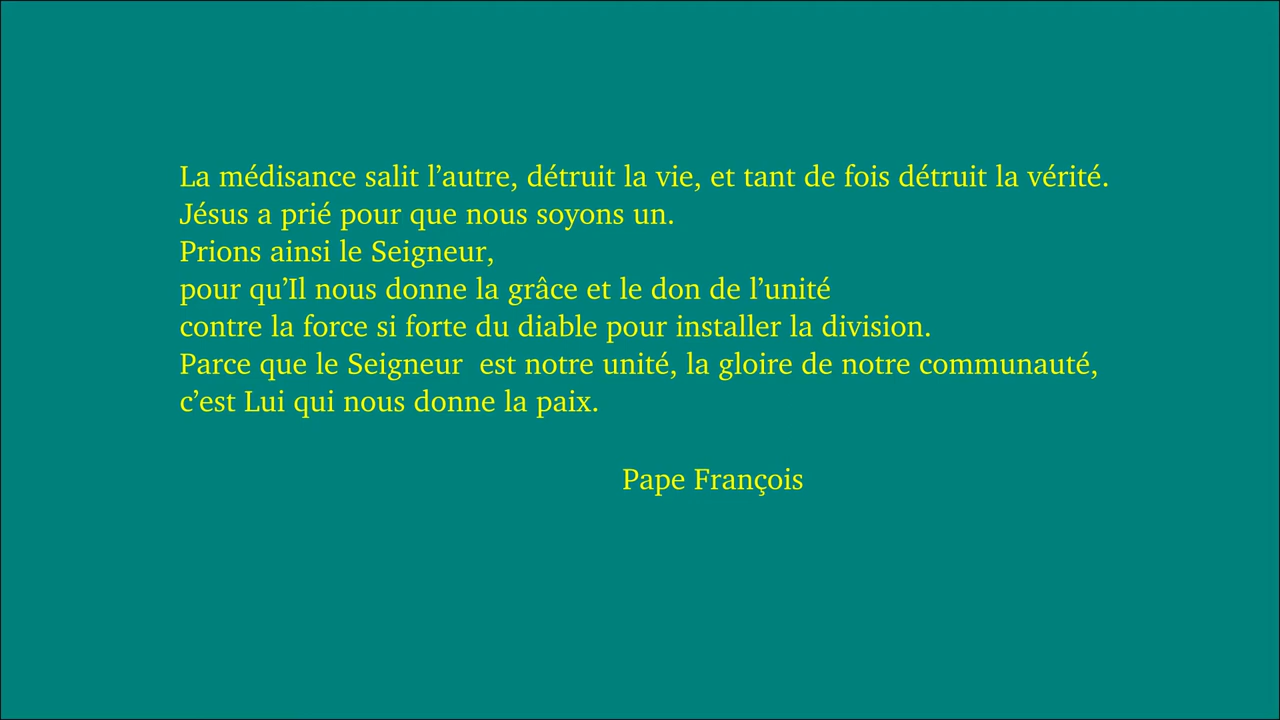 La médisance salit l’autre, détruit la vie, et tant de fois détruit la vérité.
Jésus a prié pour que nous soyons un.
Prions ainsi le Seigneur,
pour qu’Il nous donne la grâce et le don de l’unité
contre la force si forte du diable pour installer la division.
Parce que le Seigneur  est notre unité, la gloire de notre communauté,
c’est Lui qui nous donne la paix.
Pape François